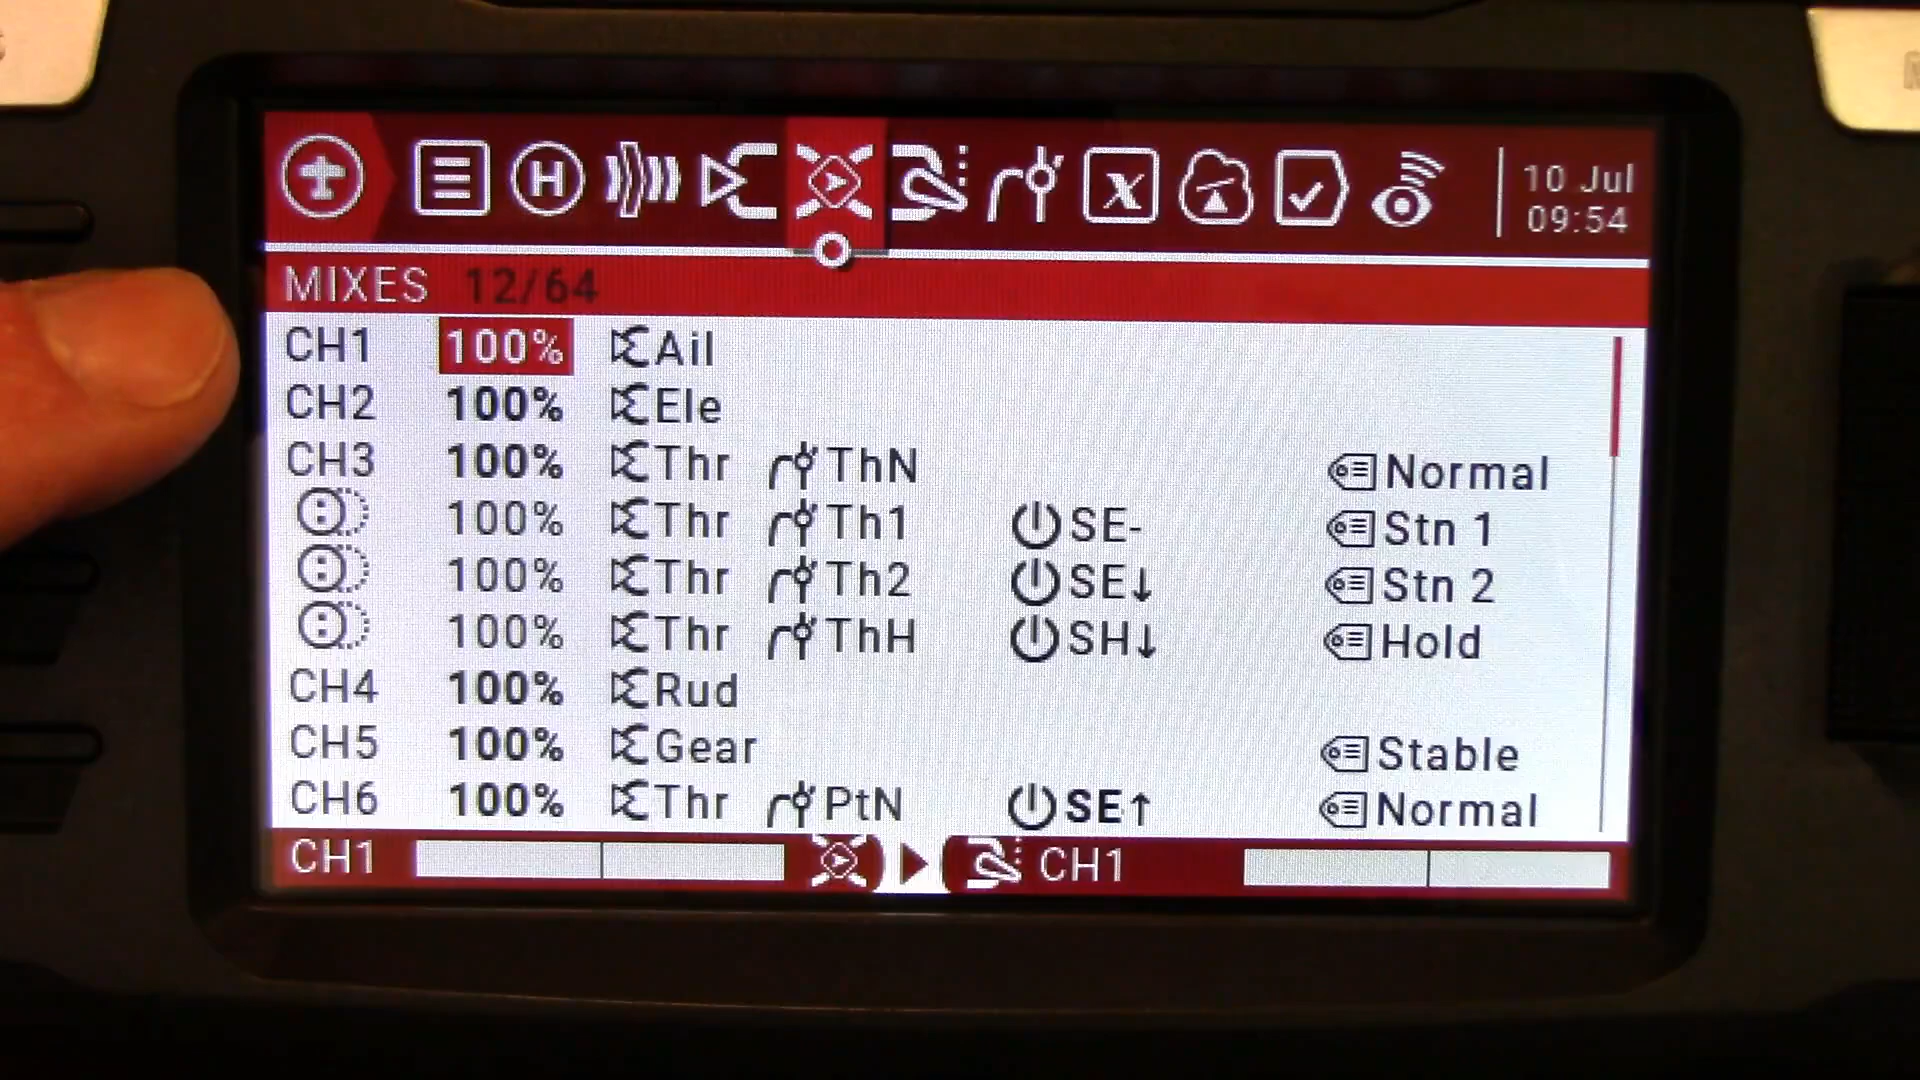 10 Jul
09:54
MIXES 12/64
CH1 100% Ail
CH2 100% Ele
CH3 100% Thr ThN Normal
100% Thr Th1 SE- Stn 1
100% Thr Th2 SE↓ Stn 2
100% Thr ThH SH↓ Hold
CH4 100% Rud
CH5 100% Gear Stable
CH6 100% Thr PtN SE↑ Normal
CH1 CH1